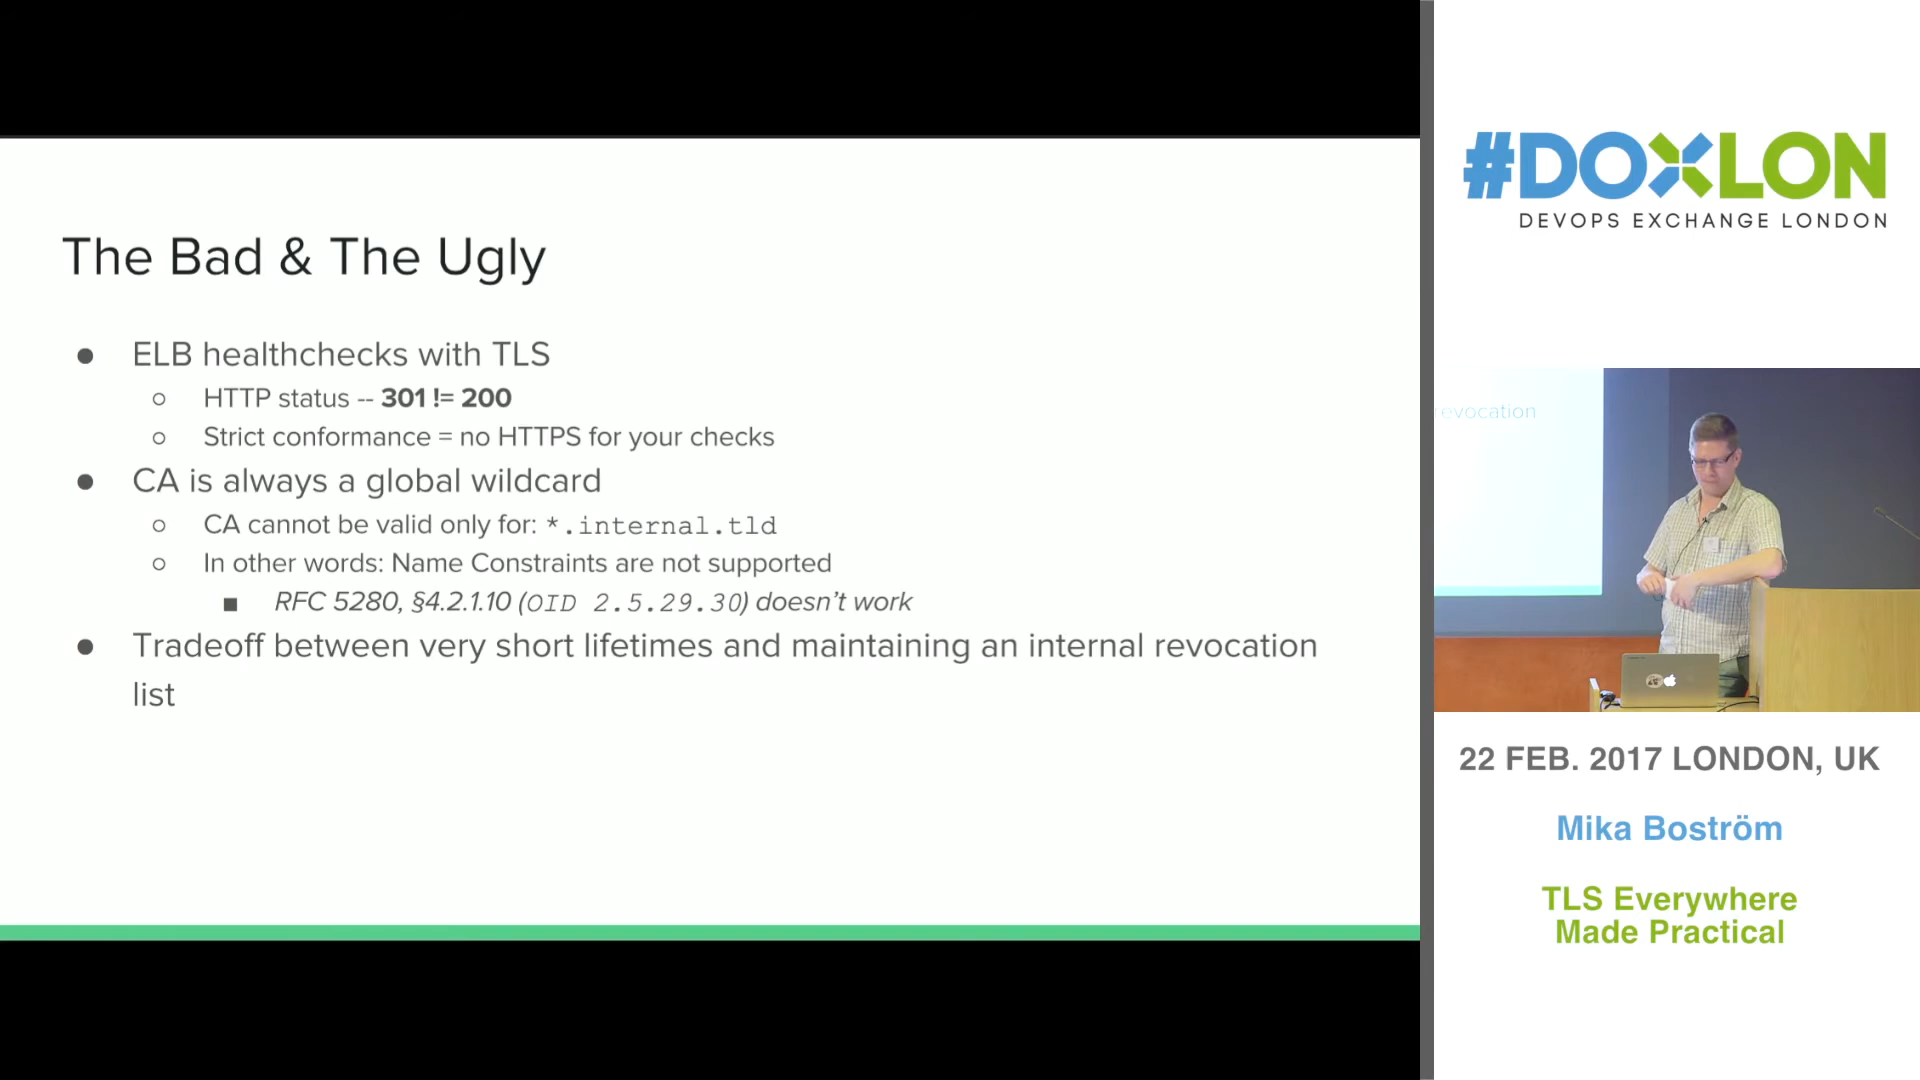 The Bad & The Ugly
● ELB healthchecks with TLS
○ HTTP status -- 301 != 200
○ Strict conformance = no HTTPS for your checks
● CA is always a global wildcard
○ CA cannot be valid only for: *.internal.tld
○ In other words: Name Constraints are not supported
■ RFC 5280, §4.2.1.10 (OID 2.5.29.30) doesn't work
● Tradeoff between very short lifetimes and maintaining an internal revocation
list
#DOXLON
DEVOPS EXCHANGE LONDON
revocation
22 FEB. 2017 LONDON, UK
Mika Boström
TLS Everywhere
Made Practical